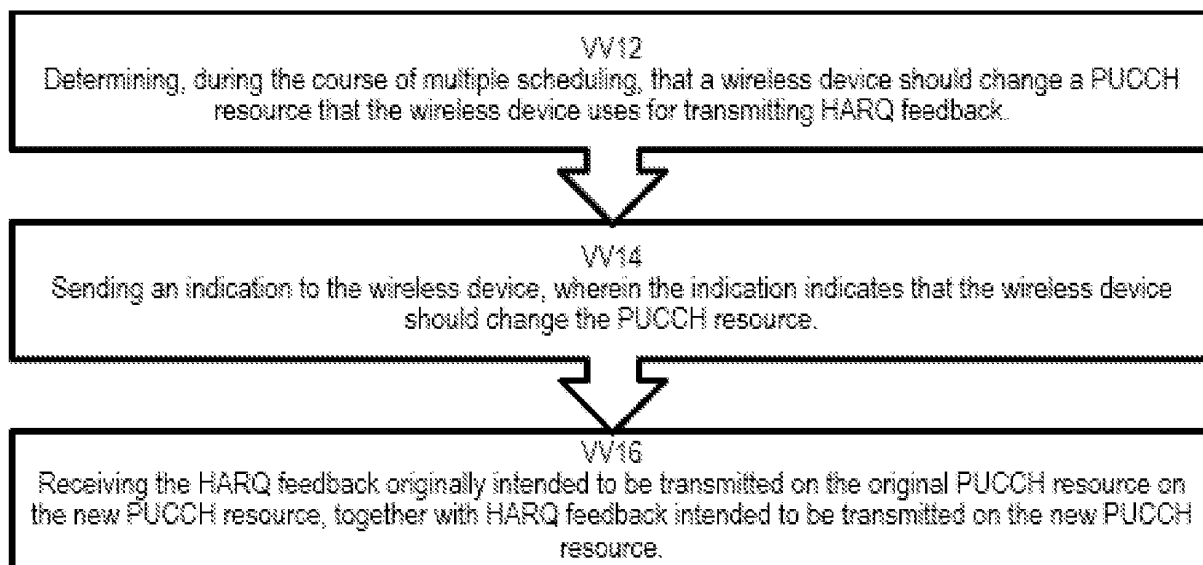 VV12
Determining, during the course of multiple scheduling, that a wireless device should change a PUCCH
resource that the wireless device uses for transmitting HARQ feedback.
VV14
Sending an indication to the wireless device, wherein the indication indicates that the wireless device
should change the PUCCH resource.
VV16
Receiving the HARQ feedback originally intended to be transmitted on the original PUCCH resource on
the new PUCCH resource, together with HARQ feedback intended to be transmitted on the new PUCCH
resource.